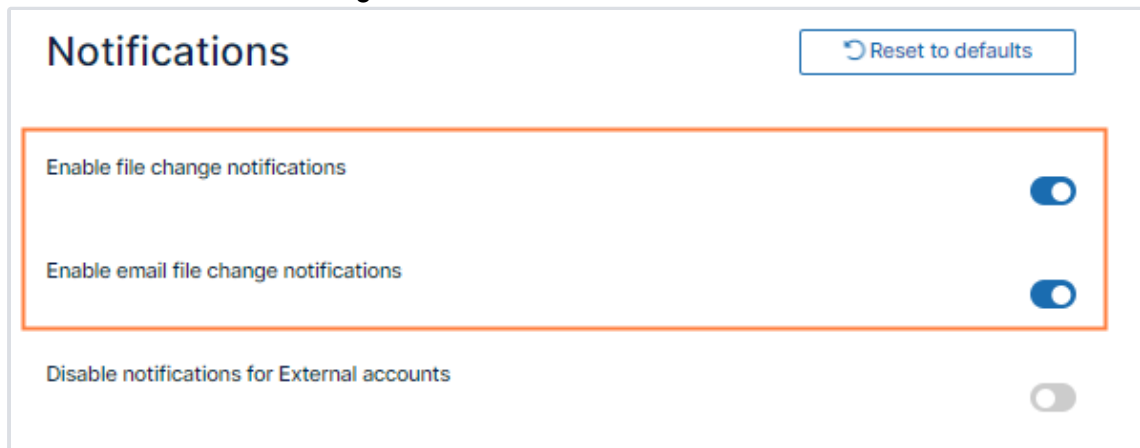 Notifications
Reset to defaults
Enable file change notifications
Enable email file change notifications
Disable notifications for External accounts